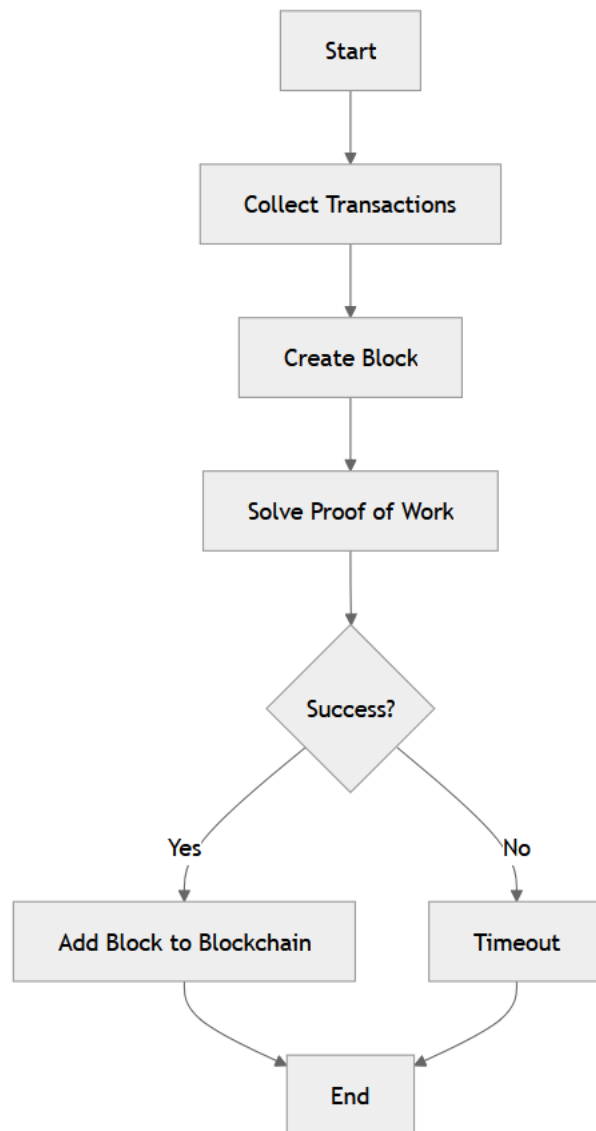 Start
Collect Transactions
Create Block
Solve Proof of Work
Success?
Yes
No
Add Block to Blockchain
Timeout
End